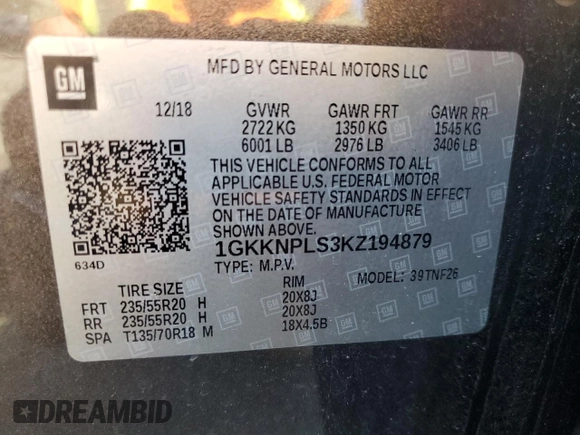 GM
MFD BY GENERAL MOTORS LLC
12/18 GVWR GAWR FRT GAWR RR
2722 KG 1350 KG 1545 KG
6001 LB 2976 LB 3406 LB
THIS VEHICLE CONFORMS TO ALL
APPLICABLE U.S. FEDERAL MOTOR
VEHICLE SAFETY STANDARDS IN EFFECT
ON THE DATE OF MANUFACTURE
SHOWN ABOVE.
1GKKNPLS3KZ194879
634D
TYPE: M.P.V. MODEL: 39TNF26
TIRE SIZE RIM
FRT 235/55R20 H 20X8J
RR 235/55R20 H 20X8J
SPA T135/70R18 M 18X4.5B
DREAMBID